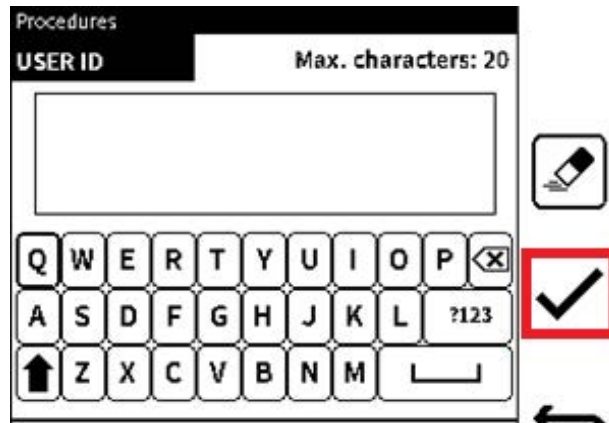 Procedures
USER ID Max. characters: 20
Q W E R T Y U I O P
A S D F G H J K L ?123
Z X C V B N M